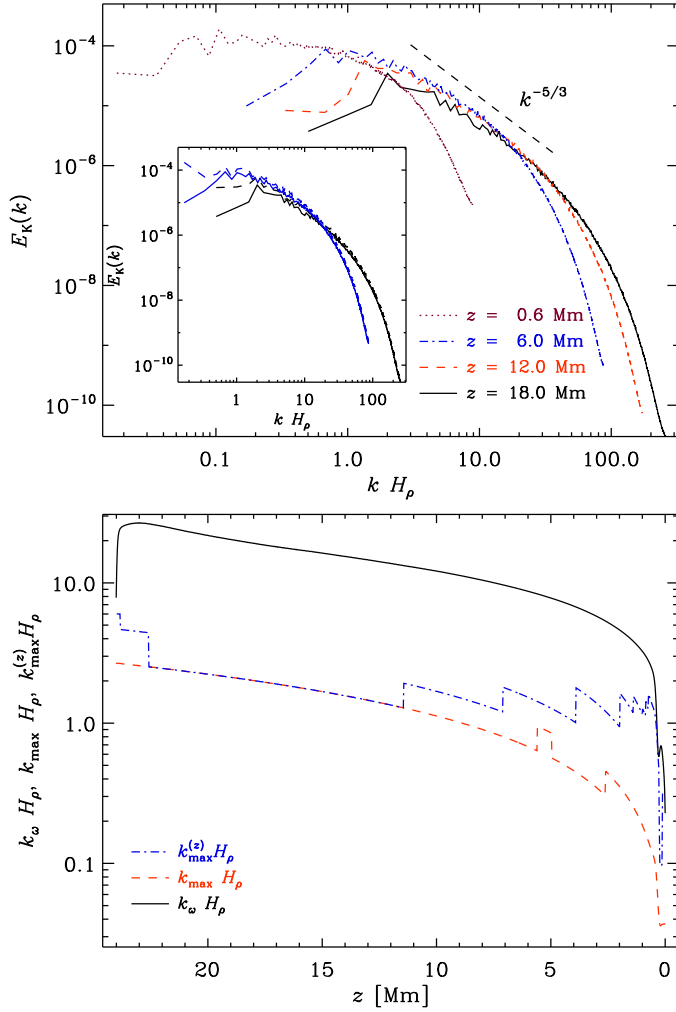 10⁻⁴
k⁻⁵/³
10⁻⁶
10⁻⁸
10⁻¹⁰
E_K(k)
10⁻⁴
10⁻⁶
10⁻⁸
10⁻¹⁰
E_K(k)
1 10 100
k H_ρ
z = 0.6 Mm
z = 6.0 Mm
z = 12.0 Mm
z = 18.0 Mm
0.1 1.0 10.0 100.0
k H_ρ
10.0
1.0
0.1
k_ω H_ρ, k_max H_ρ, k_max^(z) H_ρ
k_max^(z) H_ρ
k_max H_ρ
k_ω H_ρ
20 15 10 5 0
z [Mm]